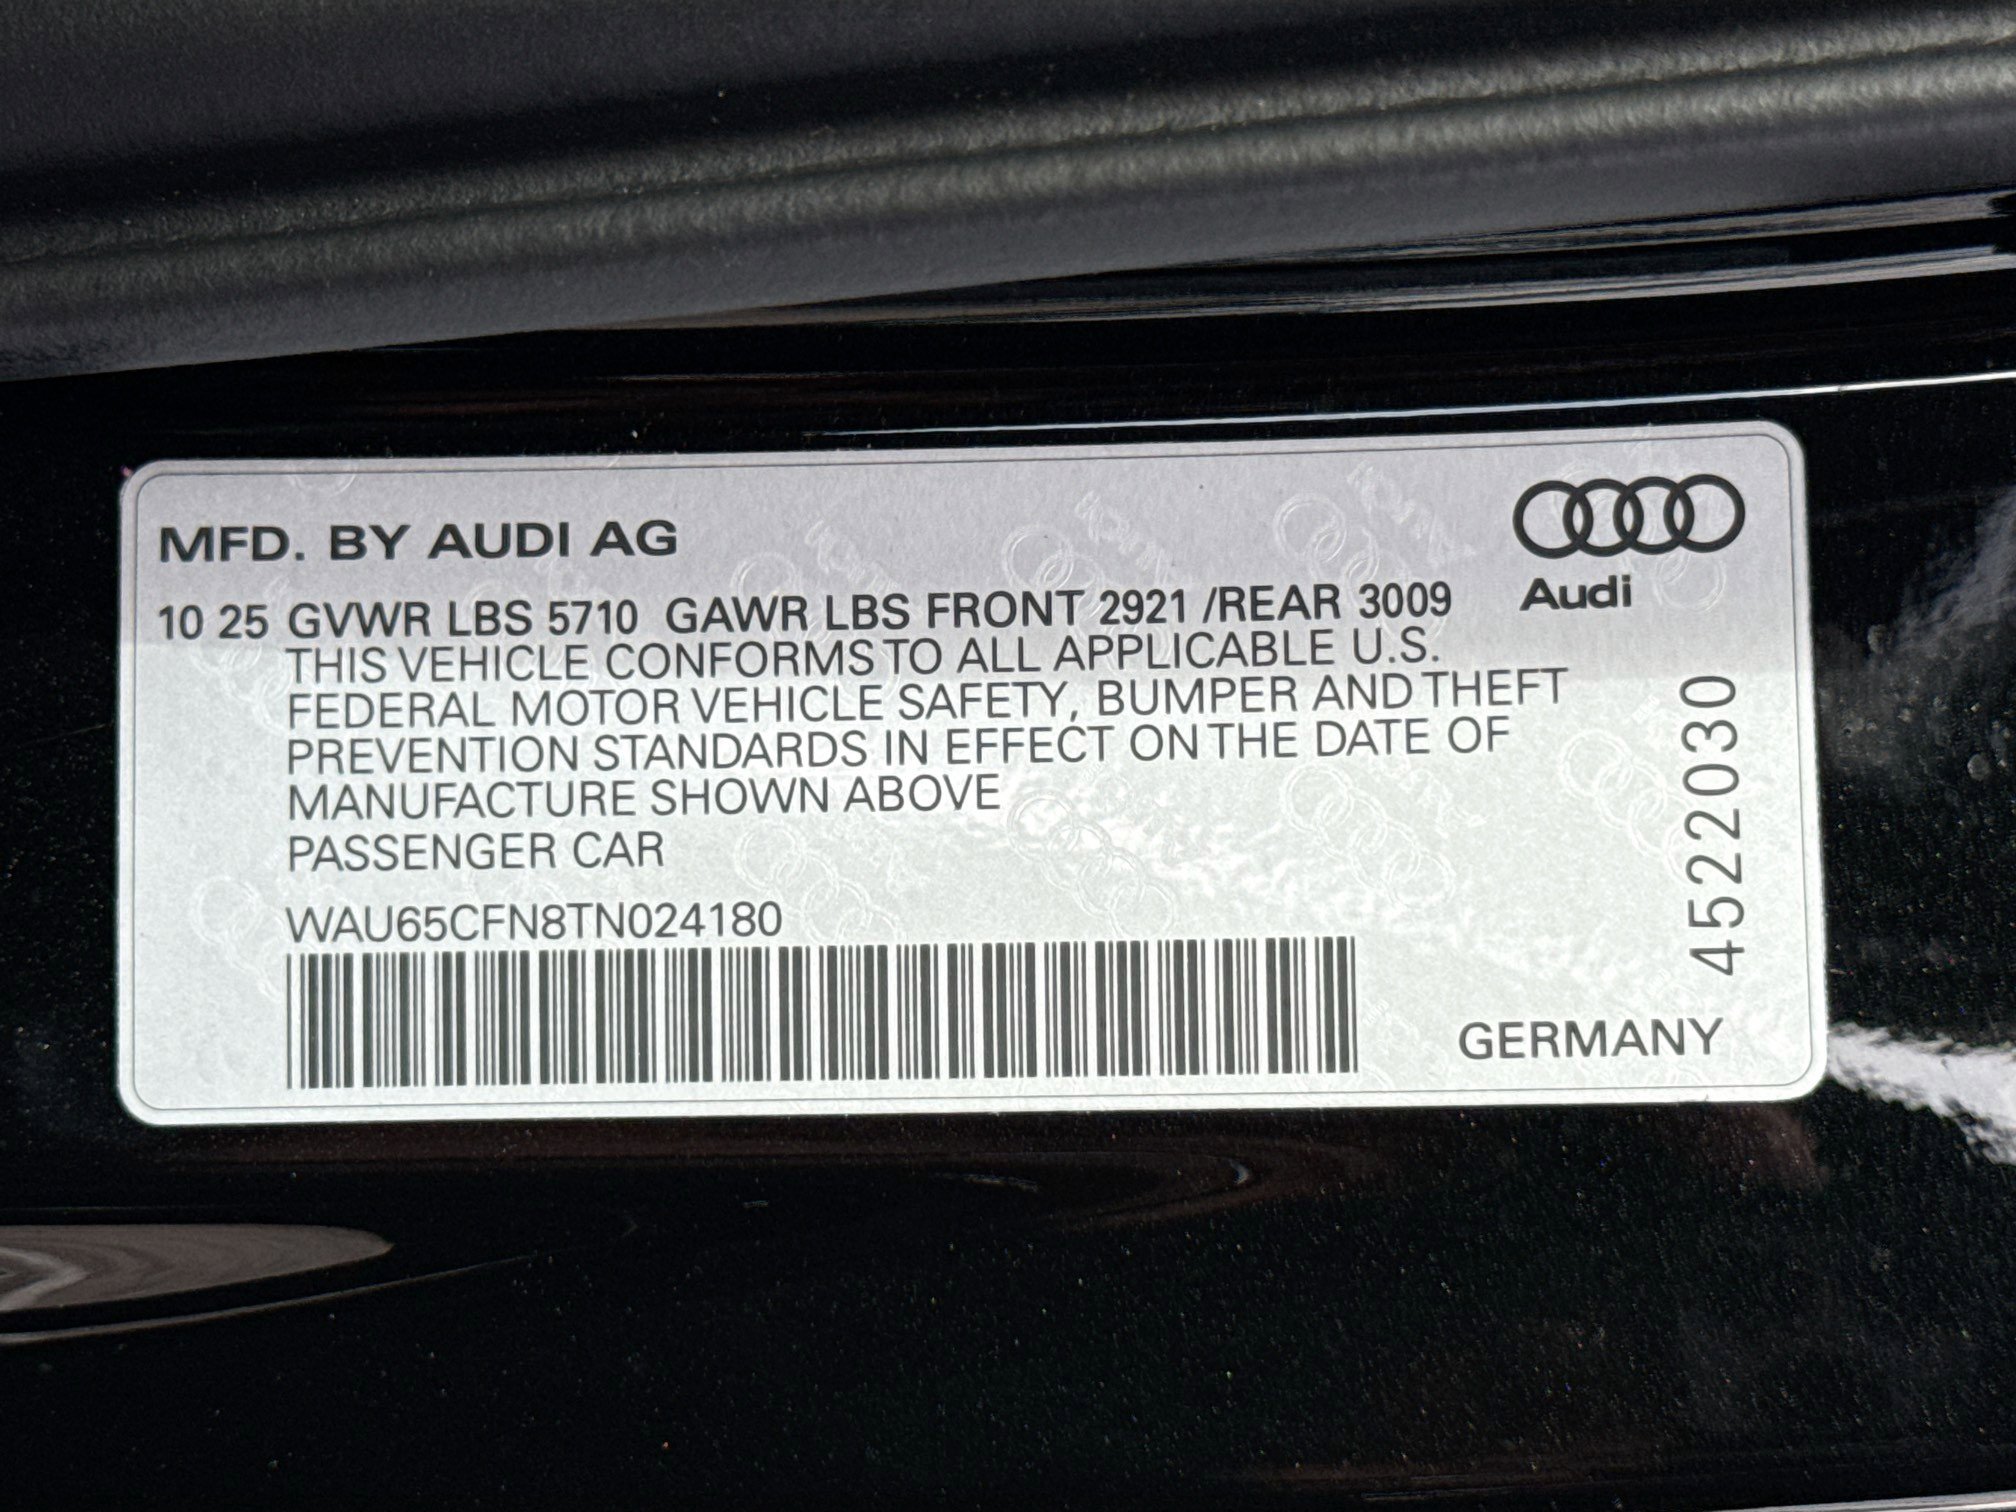 MFD. BY AUDI AG
Audi
10 25 GVWR LBS 5710 GAWR LBS FRONT 2921 /REAR 3009
THIS VEHICLE CONFORMS TO ALL APPLICABLE U.S.
FEDERAL MOTOR VEHICLE SAFETY, BUMPER AND THEFT
PREVENTION STANDARDS IN EFFECT ON THE DATE OF
MANUFACTURE SHOWN ABOVE
PASSENGER CAR
WAU65CFN8TN024180
4522030
GERMANY